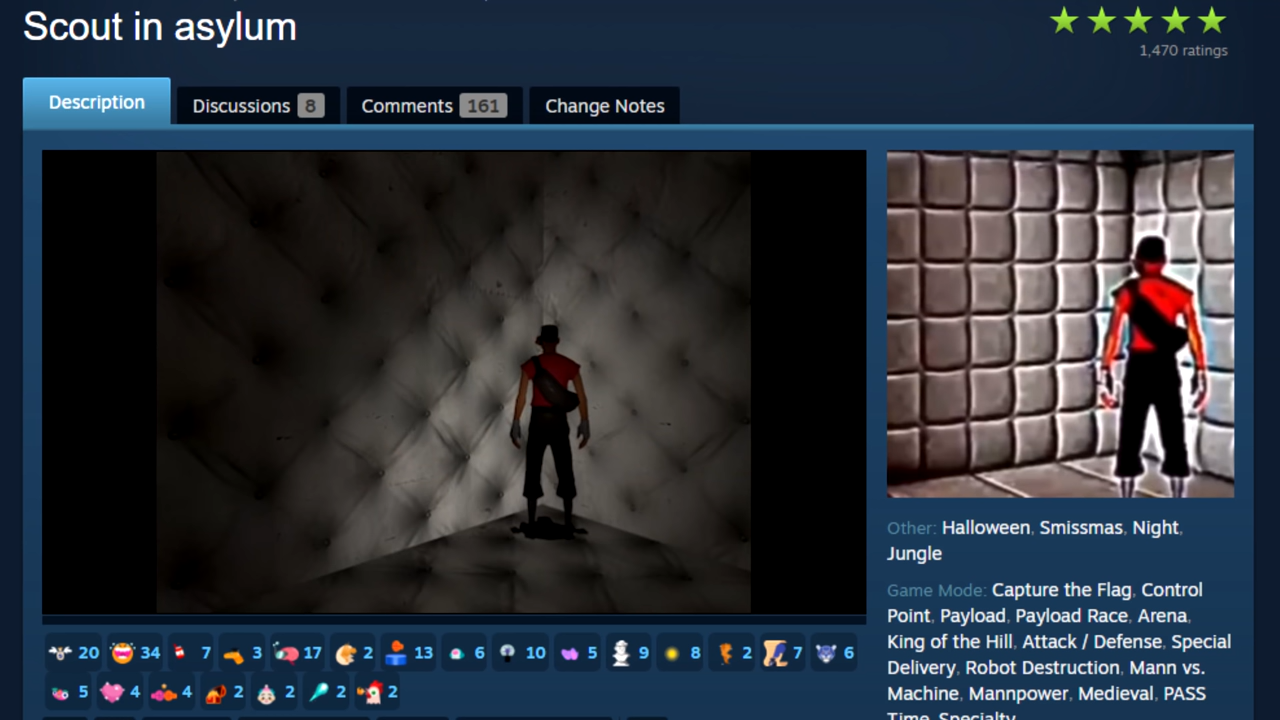 Scout in asylum
1,470 ratings
Description
Discussions 8
Comments 161
Change Notes
Other: Halloween, Smissmas, Night,
Jungle
Game Mode: Capture the Flag, Control
Point, Payload, Payload Race, Arena,
King of the Hill, Attack / Defense, Special
Delivery, Robot Destruction, Mann vs.
Machine, Mannpower, Medieval, PASS
Time, Specialty
20 34 7 3 17 2 13 6 10 5 9 8 2 7 6
5 4 4 2 2 2 2